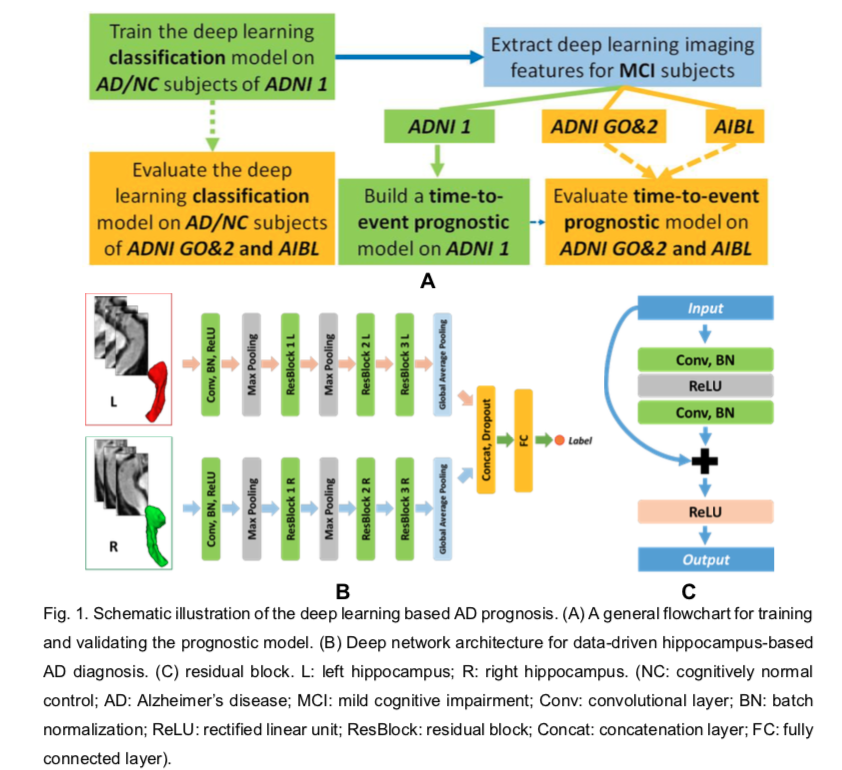 Train the deep learning
classification model on
AD/NC subjects of ADNI 1
Extract deep learning imaging
features for MCI subjects
ADNI 1
ADNI GO&2
AIBL
Evaluate the deep
learning classification
model on AD/NC subjects
of ADNI GO&2 and AIBL
Build a time-to-
event prognostic
model on ADNI 1
Evaluate time-to-event
prognostic model on
ADNI GO&2 and AIBL
A
L
Conv, BN, ReLU
Max Pooling
ResBlock 1 L
Max Pooling
ResBlock 2 L
ResBlock 3 L
Global Average Pooling
R
Conv, BN, ReLU
Max Pooling
ResBlock 1 R
Max Pooling
ResBlock 2 R
ResBlock 3 R
Global Average Pooling
Concat, Dropout
FC
Label
B
Input
Conv, BN
ReLU
Conv, BN
ReLU
Output
C
Fig. 1. Schematic illustration of the deep learning based AD prognosis. (A) A general flowchart for training
and validating the prognostic model. (B) Deep network architecture for data-driven hippocampus-based
AD diagnosis. (C) residual block. L: left hippocampus; R: right hippocampus. (NC: cognitively normal
control; AD: Alzheimer's disease; MCI: mild cognitive impairment; Conv: convolutional layer; BN: batch
normalization; ReLU: rectified linear unit; ResBlock: residual block; Concat: concatenation layer; FC: fully
connected layer).